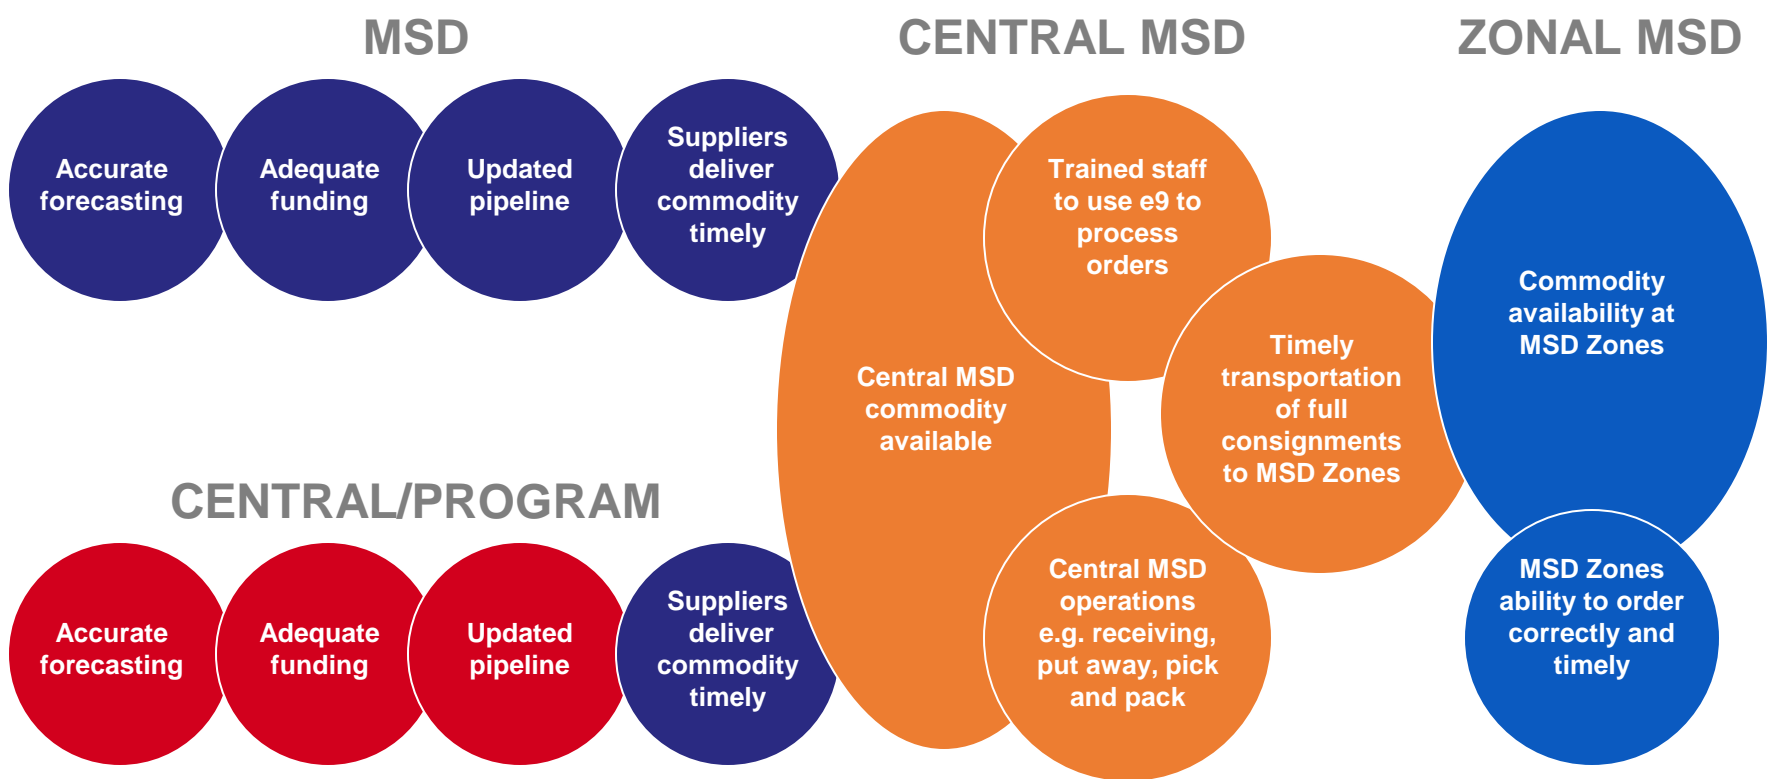 MSD
CENTRAL MSD
ZONAL MSD
Accurate
forecasting
Adequate
funding
Updated
pipeline
Suppliers
deliver
commodity
timely
Central MSD
commodity
available
Trained staff
to use e9 to
process
orders
Timely
transportation
of full
consignments
to MSD Zones
Commodity
availability at
MSD Zones
CENTRAL/PROGRAM
Accurate
forecasting
Adequate
funding
Updated
pipeline
Suppliers
deliver
commodity
timely
Central MSD
operations
e.g. receiving,
put away, pick
and pack
MSD Zones
ability to order
correctly and
timely